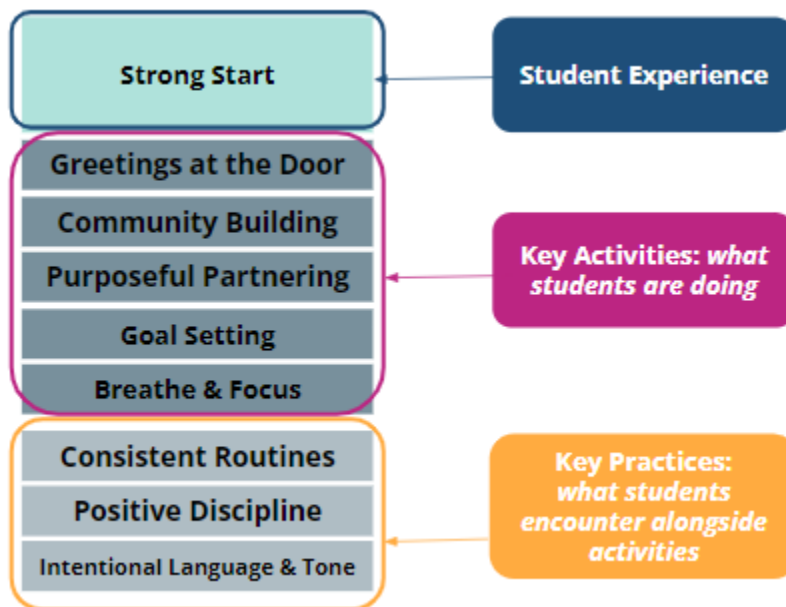 Strong Start
Student Experience
Greetings at the Door
Community Building
Purposeful Partnering
Goal Setting
Breathe & Focus
Key Activities: what
students are doing
Consistent Routines
Positive Discipline
Intentional Language & Tone
Key Practices:
what students
encounter alongside
activities